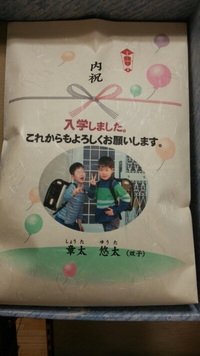 内祝
入学しました。
これからもよろしくお願いします。
しょうた ゆうた
章太 悠太 (双子)